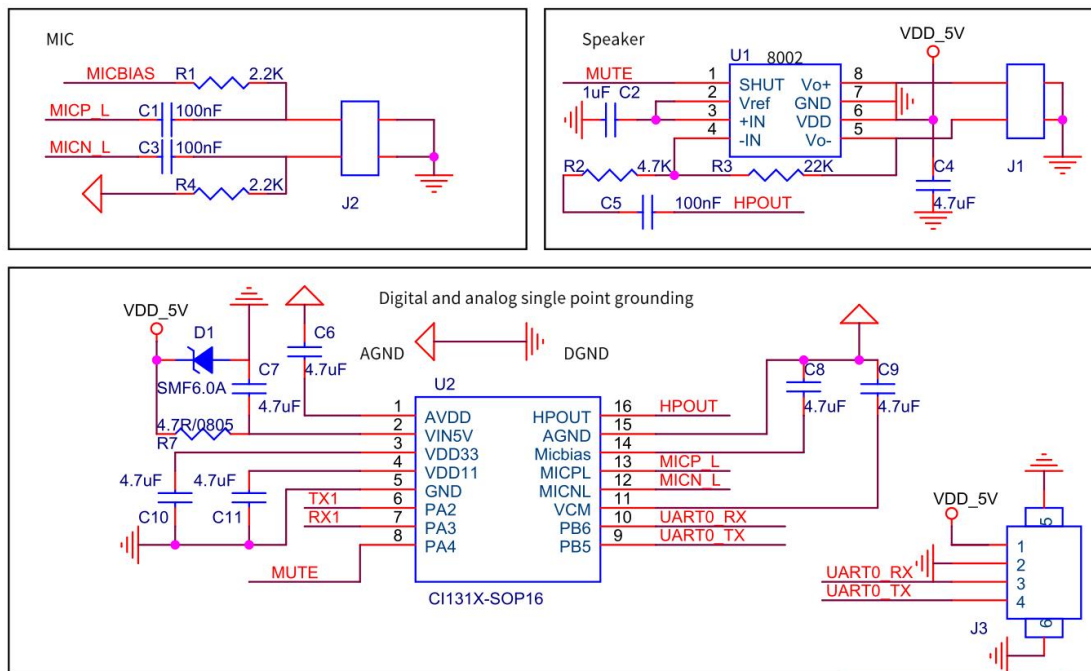 MIC
MICBIAS R1 2.2K
MICP_L C1 100nF
MICN_L C3 100nF
R4 2.2K
J2
Speaker
VDD_5V
U1 8002
MUTE
1uF C2
1 SHUT Vo+ 8
2 Vref GND 7
3 +IN VDD 6
4 -IN Vo- 5
R2 4.7K R3 22K
C5 100nF HPOUT
C4
4.7uF
J1
Digital and analog single point grounding
VDD_5V
D1
SMF6.0A
C7
4.7uF
C6
4.7uF
AGND DGND
4.7R/0805
R7
U2
C8
4.7uF
C9
4.7uF
1 AVDD HPOUT 16 HPOUT
2 VIN5V AGND 15
3 VDD33 Micbias 14
4 VDD11 MICPL 13 MICP_L
5 GND MICNL 12 MICN_L
TX1 6 PA2 VCM 11
RX1 7 PA3 PB6 10 UART0_RX
8 PA4 PB5 9 UART0_TX
4.7uF 4.7uF
C10 C11
MUTE
CI131X-SOP16
VDD_5V
5
1
2
UART0_RX 3
UART0_TX 4
6
J3